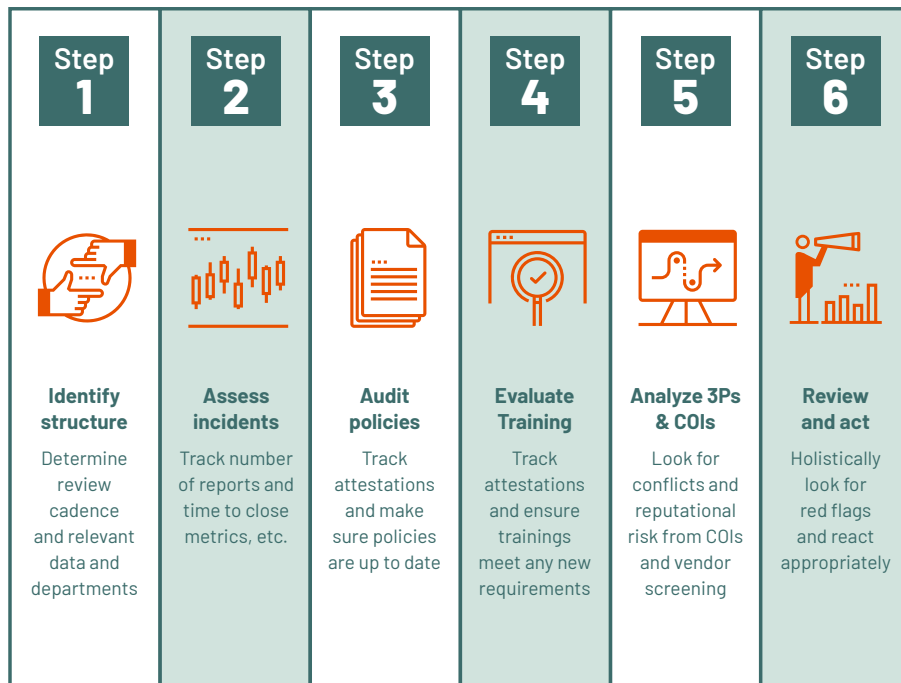 Step
1
Identify
structure
Determine
review
cadence
and relevant
data and
departments
Step
2
Assess
incidents
Track number
of reports and
time to close
metrics, etc.
Step
3
Audit
policies
Track
attestations
and make
sure policies
are up to date
Step
4
Evaluate
Training
Track
attestations
and ensure
trainings
meet any new
requirements
Step
5
Analyze 3Ps
& COIs
Look for
conflicts and
reputational
risk from COIs
and vendor
screening
Step
6
Review
and act
Holistically
look for
red flags
and react
appropriately